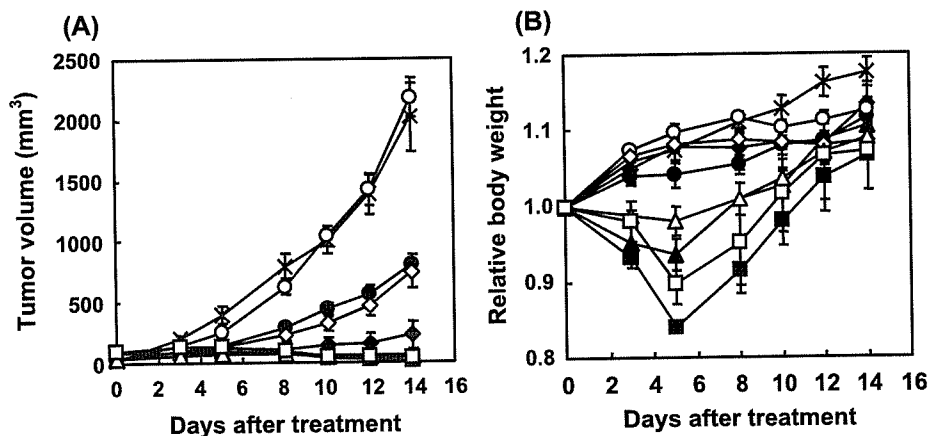 (A)
Tumor volume (mm³)
2500
2000
1500
1000
500
0
0 2 4 6 8 10 12 14 16
Days after treatment
(B)
Relative body weight
1.2
1.1
1.0
0.9
0.8
0 2 4 6 8 10 12 14 16
Days after treatment